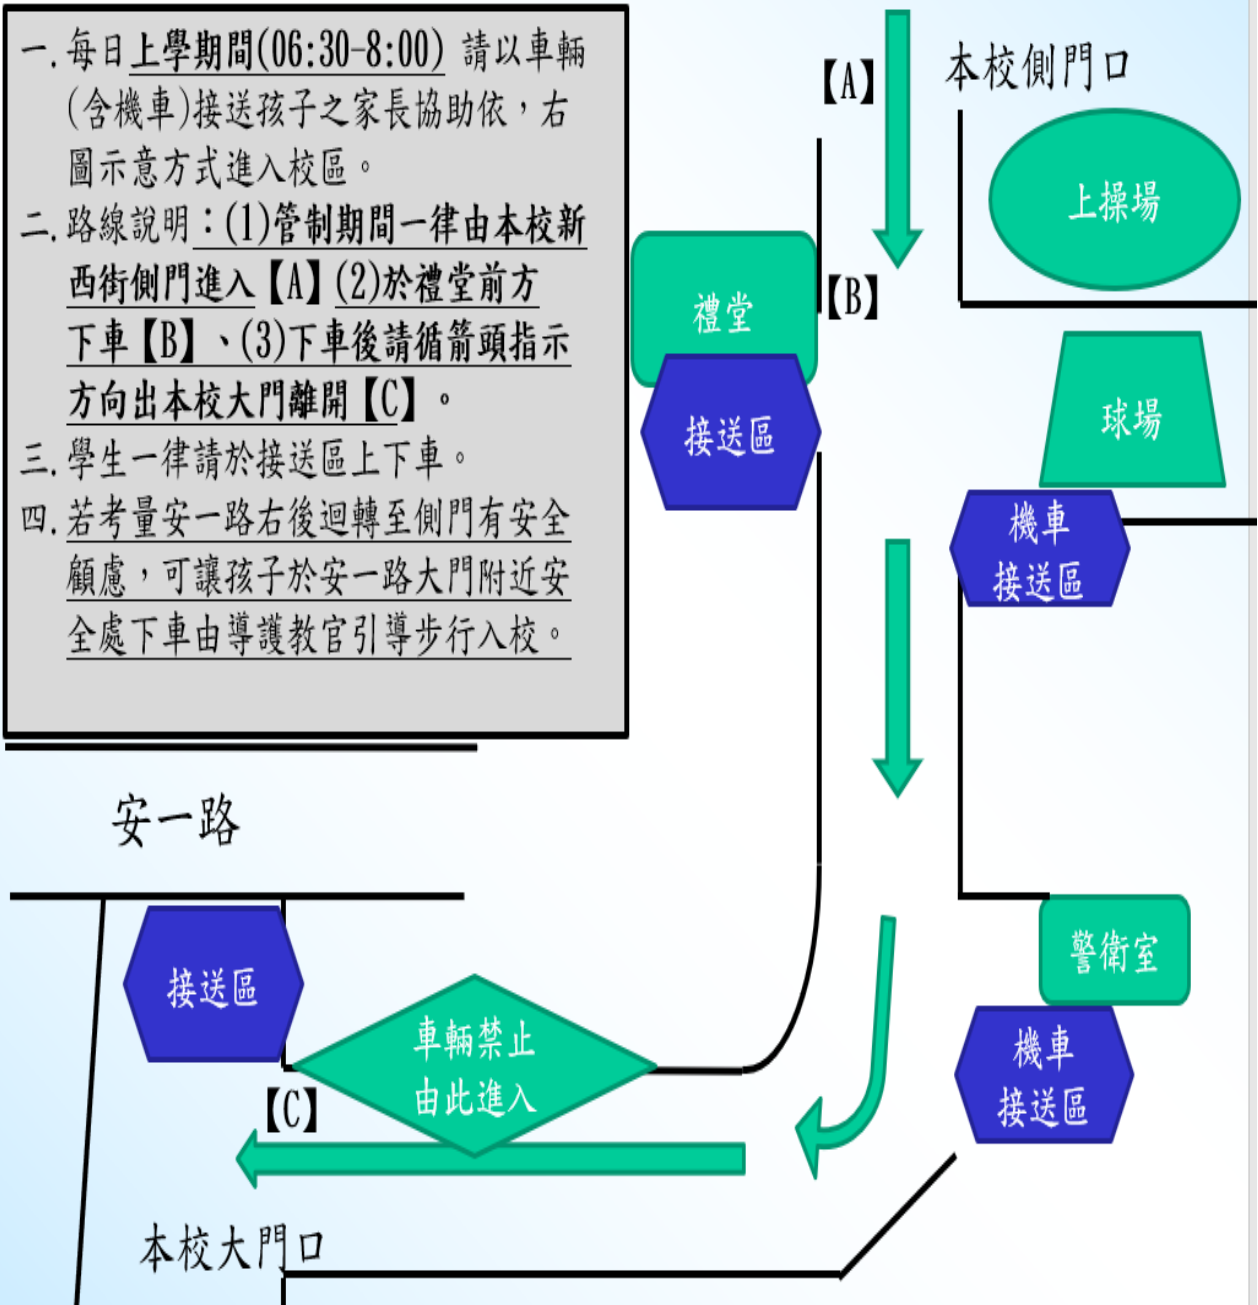 一. 每日上學期間(06:30-8:00) 請以車輛
(含機車)接送孩子之家長協助依，右
圖示意方式進入校區。
二. 路線說明：(1)管制期間一律由本校新
西街側門進入【A】(2)於禮堂前方
下車【B】、(3)下車後請循箭頭指示
方向出本校大門離開【C】。
三. 學生一律請於接送區上下車。
四. 若考量安一路右後迴轉至側門有安全
顧慮，可讓孩子於安一路大門附近安
全處下車由導護教官引導步行入校。
【A】
本校側門口
上操場
禮堂
【B】
接送區
球場
機車
接送區
安一路
警衛室
接送區
車輛禁止
由此進入
機車
接送區
【C】
本校大門口